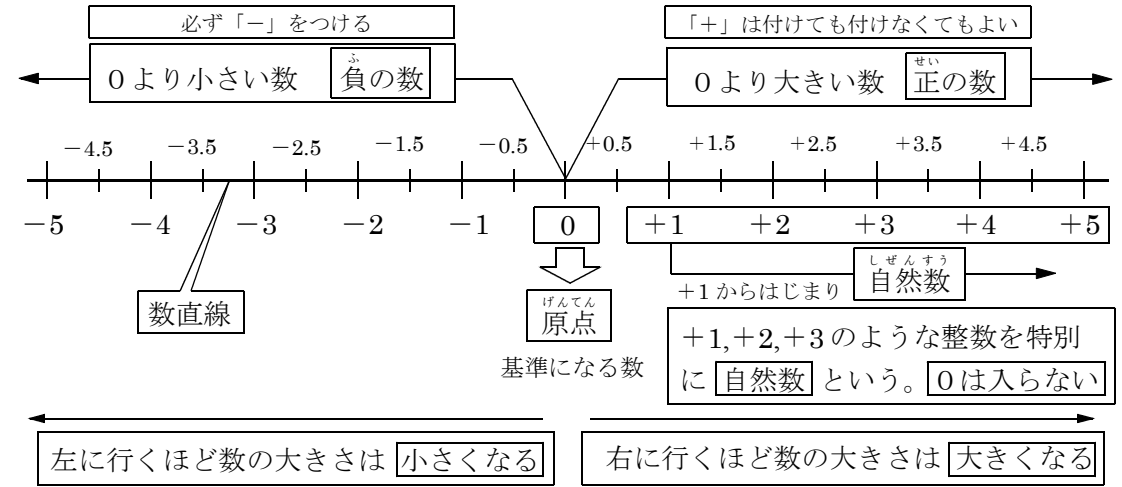 必ず「－」をつける
「＋」は付けても付けなくてもよい
0より小さい数 負の数
ふ
0より大きい数 正の数
せい
－4.5 －3.5 －2.5 －1.5 －0.5 ＋0.5 ＋1.5 ＋2.5 ＋3.5 ＋4.5
－5 －4 －3 －2 －1 0 ＋1 ＋2 ＋3 ＋4 ＋5
数直線
げんてん
原点
基準になる数
＋1からはじまり
しぜんすう
自然数
＋1,＋2,＋3のような整数を特別
に 自然数 という。0は入らない
左に行くほど数の大きさは 小さくなる
右に行くほど数の大きさは 大きくなる